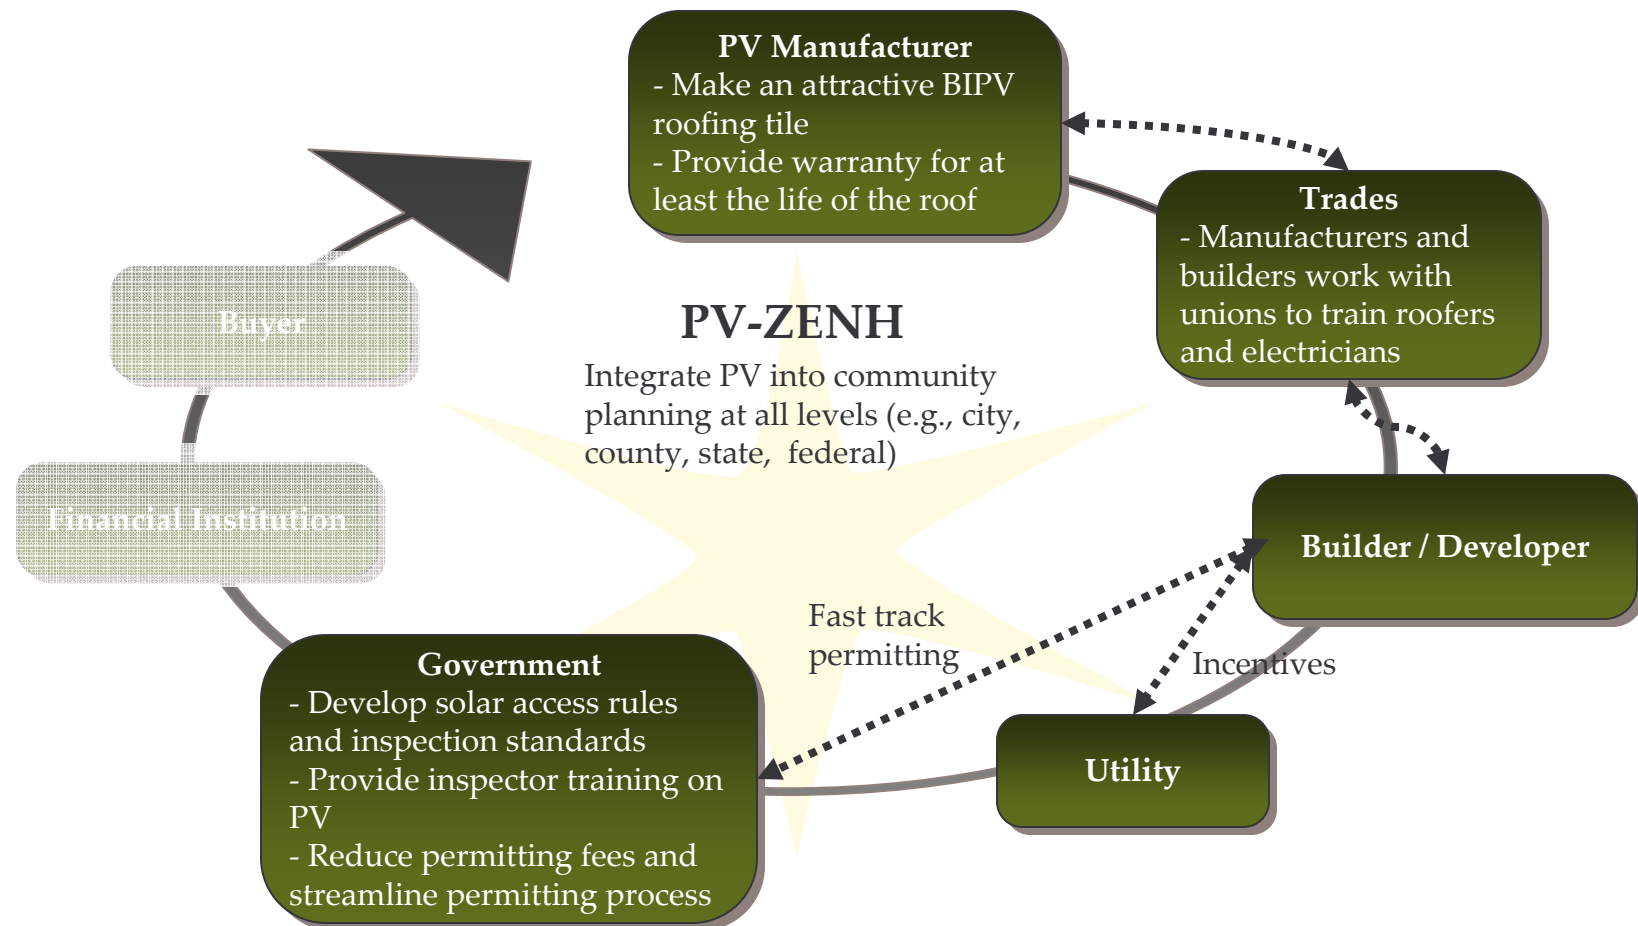 PV Manufacturer
- Make an attractive BIPV
roofing tile
- Provide warranty for at
least the life of the roof
Trades
- Manufacturers and
builders work with
unions to train roofers
and electricians
Buyer
PV-ZENH
Integrate PV into community
planning at all levels (e.g., city,
county, state,  federal)
Financial Institution
Builder / Developer
Fast track
permitting
Incentives
Government
- Develop solar access rules
and inspection standards
- Provide inspector training on
PV
- Reduce permitting fees and
streamline permitting process
Utility